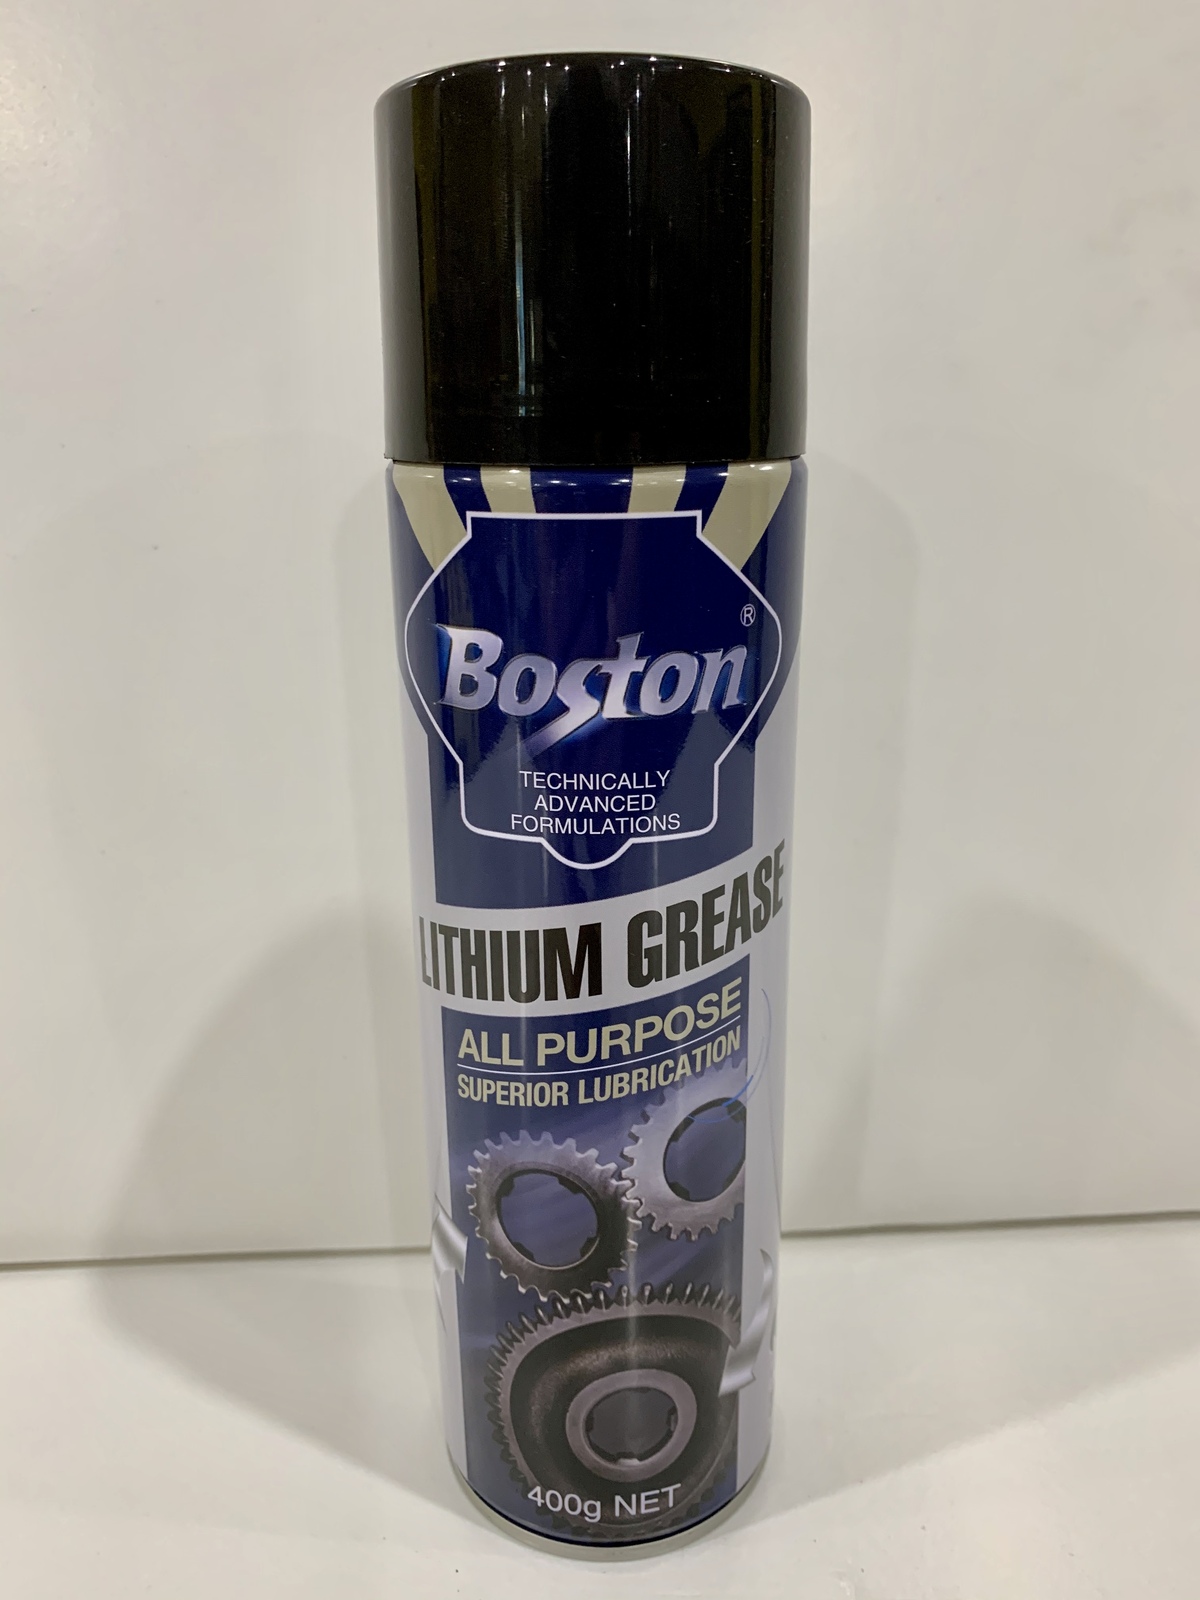 Boston®
TECHNICALLY
ADVANCED
FORMULATIONS
LITHIUM GREASE
ALL PURPOSE
SUPERIOR LUBRICATION
400g NET